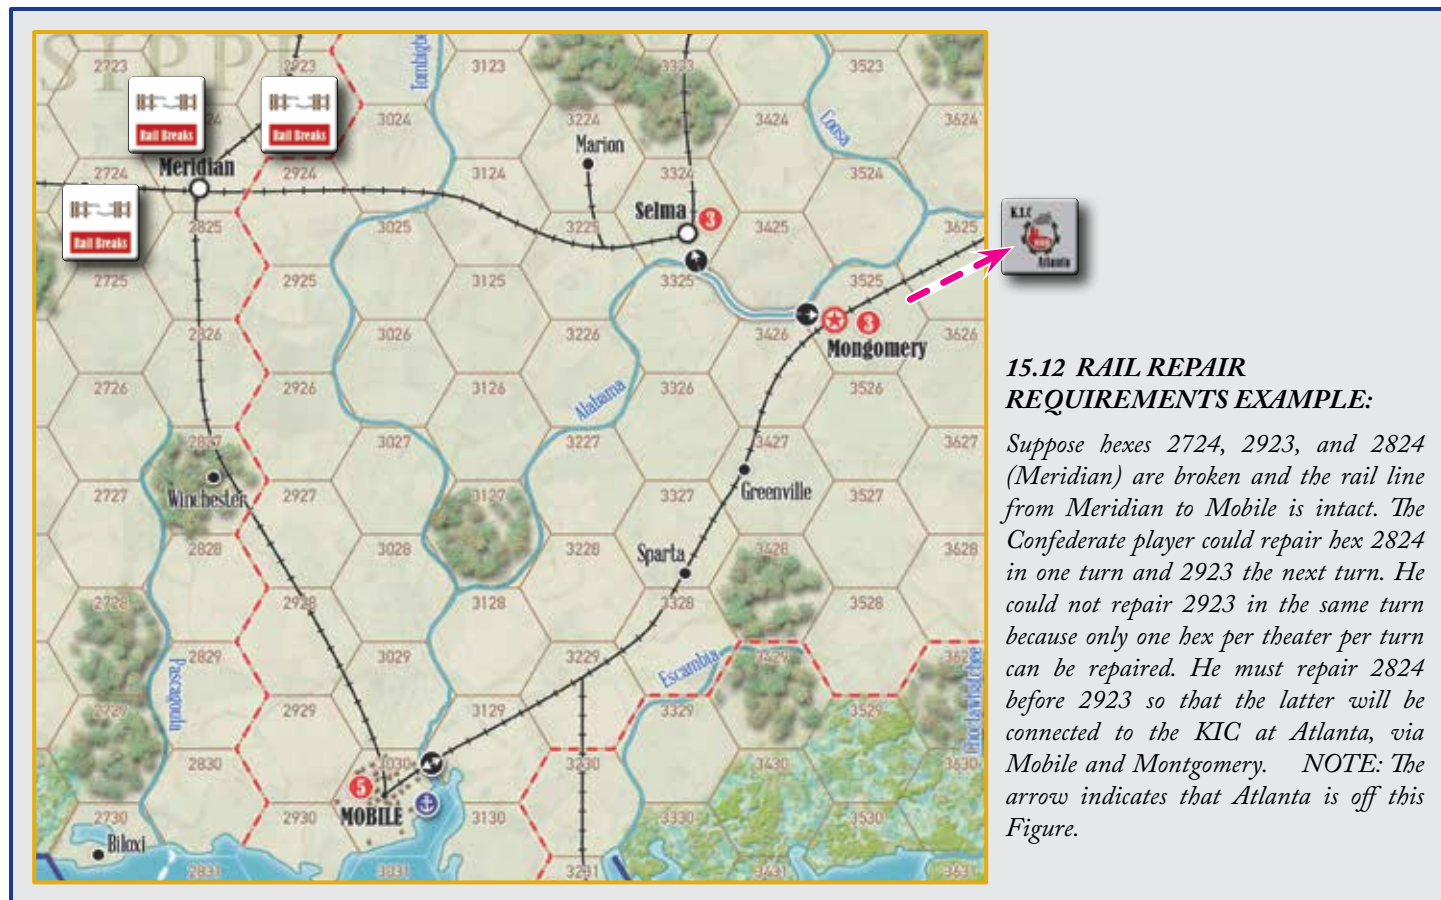 SIPPI
2723
2923
3123
3323
3523
Tombigb
24
3024
3224
3424
3624
Coosa
Rail Breaks
Rail Breaks
Marion
Meridian
2724
2924
3124
3324
3524
K.I.C
Atlanta
Selma
3
2825
3025
3225
3425
3625
Rail Breaks
2725
2925
3125
3325
3525
2826
3026
3226
3426
3
3626
Mongomery
2726
2926
3126
3326
3526
Alabama
2827
3027
3227
3427
3627
Winchester
Greenville
2727
2927
3127
3327
3527
2828
3028
3228
Sparta
3428
3628
2728
2928
3128
3328
3528
Pascagoula
2829
3029
3229
Escambia
3429
362
Choctawhatchee
2729
2929
3129
3329
3529
2830
3030
3230
3430
3630
5
MOBILE
2730
2930
3130
3330
3530
Biloxi
2831
3031
3231
3431
3631
15.12 RAIL REPAIR
REQUIREMENTS EXAMPLE:
Suppose hexes 2724, 2923, and 2824
(Meridian) are broken and the rail line
from Meridian to Mobile is intact. The
Confederate player could repair hex 2824
in one turn and 2923 the next turn. He
could not repair 2923 in the same turn
because only one hex per theater per turn
can be repaired. He must repair 2824
before 2923 so that the latter will be
connected to the KIC at Atlanta, via
Mobile and Montgomery. NOTE: The
arrow indicates that Atlanta is off this
Figure.